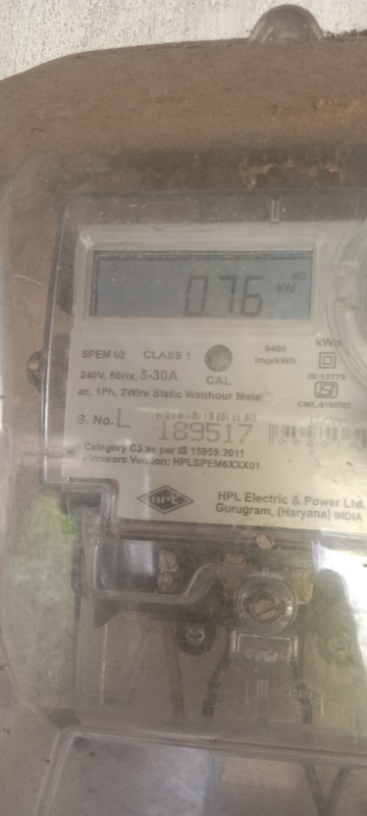 MD
0.76 kW
SPEM 02 CLASS 1
6400 imp/kWh
kWh
240V, 50Hz, 5-30A CAL
IS:13779
ac, 1Ph, 2Wire Static Watthour Meter
S. No. L 189517
Category C3 as per IS 15959:2011
Firmware Version: HPLSPEM6XXX01
HPL
HPL Electric & Power Ltd.
Gurugram, (Haryana) INDIA